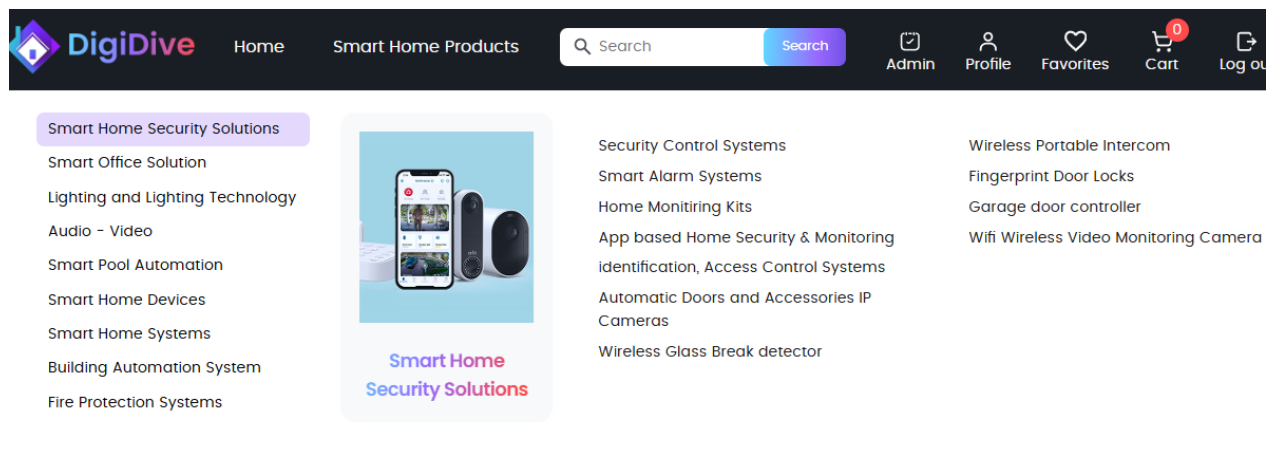 DigiDive
Home
Smart Home Products
Search
Search
Admin
Profile
Favorites
0
Cart
Log ou
Smart Home Security Solutions
Smart Office Solution
Lighting and Lighting Technology
Audio - Video
Smart Pool Automation
Smart Home Devices
Smart Home Systems
Building Automation System
Fire Protection Systems
Smart Home
Security Solutions
Security Control Systems
Smart Alarm Systems
Home Monitiring Kits
App based Home Security & Monitoring
identification, Access Control Systems
Automatic Doors and Accessories IP
Cameras
Wireless Glass Break detector
Wireless Portable Intercom
Fingerprint Door Locks
Garage door controller
Wifi Wireless Video Monitoring Camera